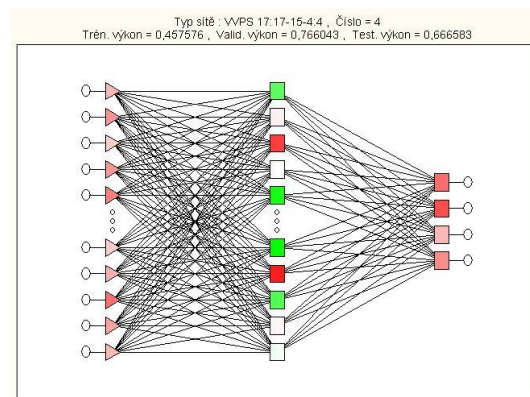 Typ sítě : VVPS 17:17-15-4:4 , Číslo = 4
Trén. výkon = 0,457576 , Valid. výkon = 0,766043 , Test. výkon = 0,666583